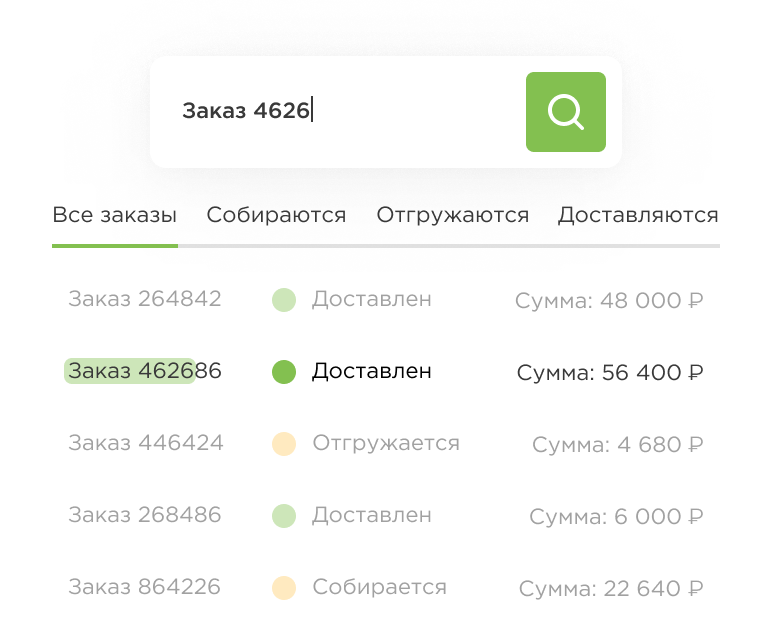 Заказ 4626
Все заказы Собираются Отгружаются Доставляются
Заказ 264842 Доставлен Сумма: 48 000 ₽
Заказ 462686 Доставлен Сумма: 56 400 ₽
Заказ 446424 Отгружается Сумма: 4 680 ₽
Заказ 268486 Доставлен Сумма: 6 000 ₽
Заказ 864226 Собирается Сумма: 22 640 ₽